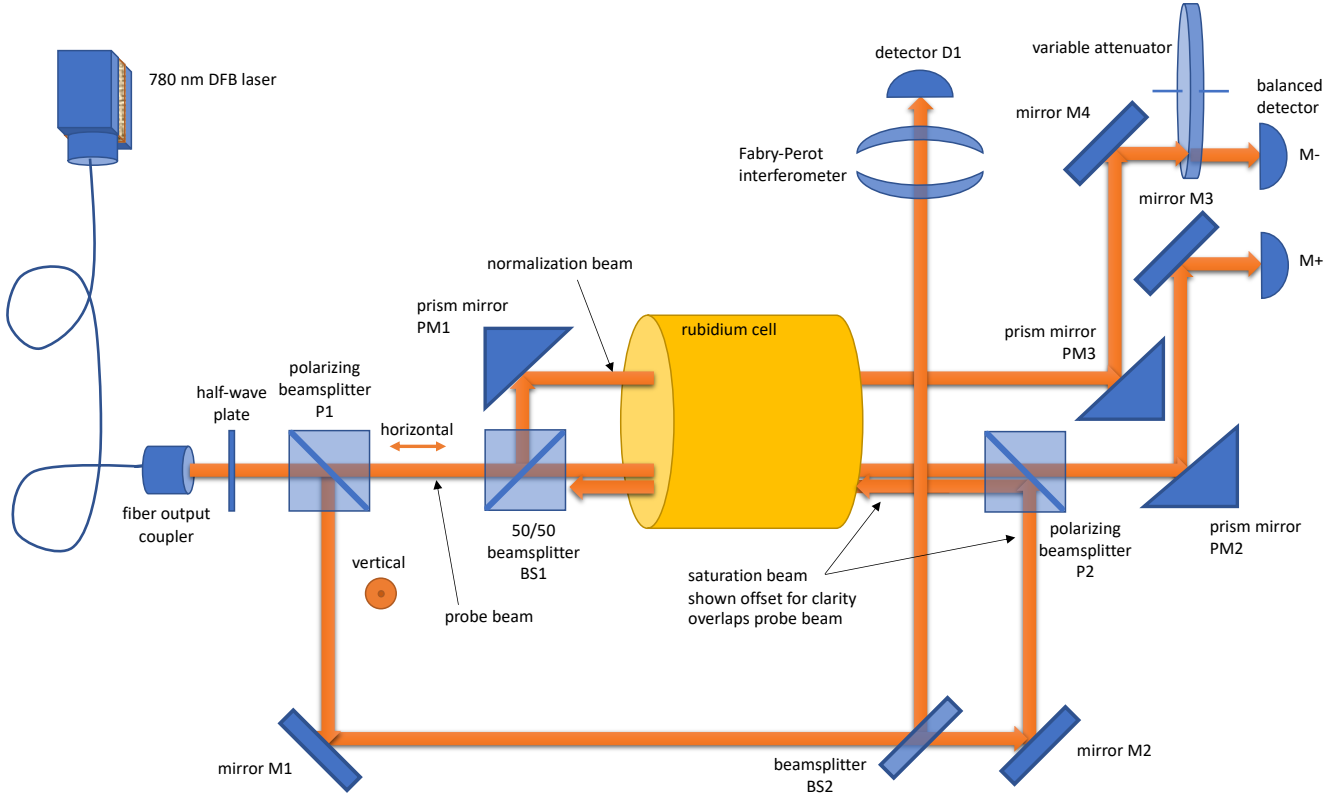 780 nm DFB laser
detector D1
variable attenuator
balanced
detector
mirror M4
Fabry-Perot
interferometer
M-
mirror M3
normalization beam
M+
prism mirror
PM1
rubidium cell
prism mirror
PM3
polarizing
beamsplitter
P1
half-wave
plate
horizontal
fiber output
coupler
50/50
beamsplitter
BS1
polarizing
beamsplitter
P2
prism mirror
PM2
vertical
saturation beam
shown offset for clarity
overlaps probe beam
probe beam
mirror M1
beamsplitter
BS2
mirror M2